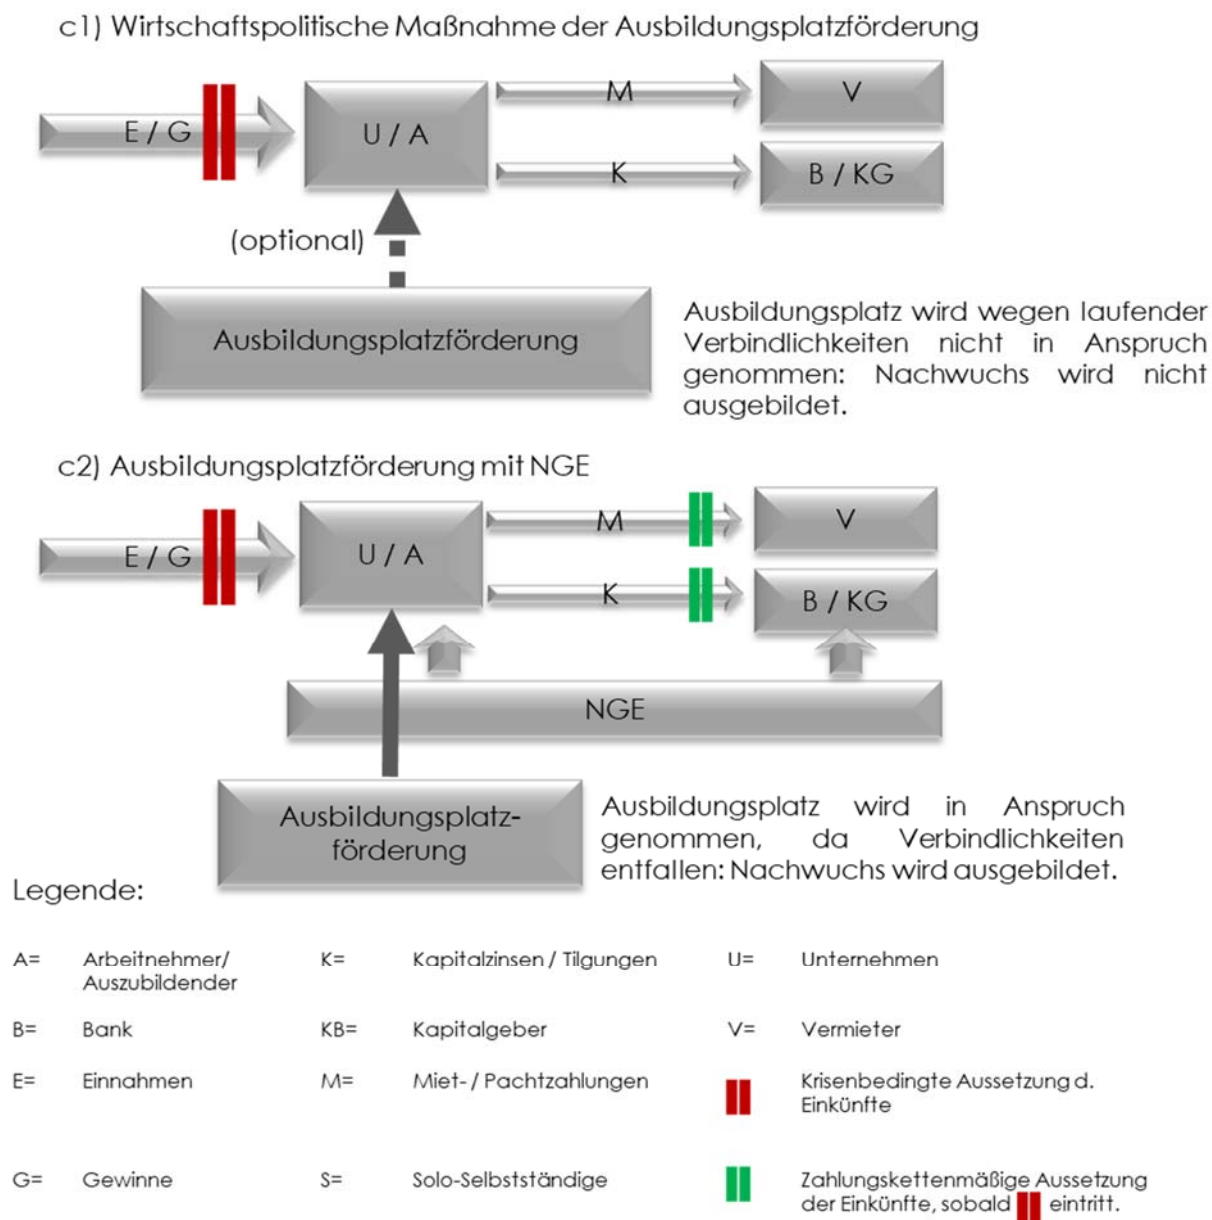 c1) Wirtschaftspolitische Maßnahme der Ausbildungsplatzförderung
E / G
U / A
M
V
K
B / KG
(optional)
Ausbildungsplatzförderung
Ausbildungsplatz wird wegen laufender
Verbindlichkeiten nicht in Anspruch
genommen: Nachwuchs wird nicht
ausgebildet.
c2) Ausbildungsplatzförderung mit NGE
E / G
U / A
M
V
K
B / KG
NGE
Ausbildungsplatz-
förderung
Ausbildungsplatz wird in Anspruch
genommen, da Verbindlichkeiten
entfallen: Nachwuchs wird ausgebildet.
Legende:
A= Arbeitnehmer/
Auszubildender
K= Kapitalzinsen / Tilgungen
U= Unternehmen
B= Bank
KB= Kapitalgeber
V= Vermieter
E= Einnahmen
M= Miet- / Pachtzahlungen
Krisenbedingte Aussetzung d.
Einkünfte
G= Gewinne
S= Solo-Selbstständige
Zahlungskettenmäßige Aussetzung
der Einkünfte, sobald eintritt.